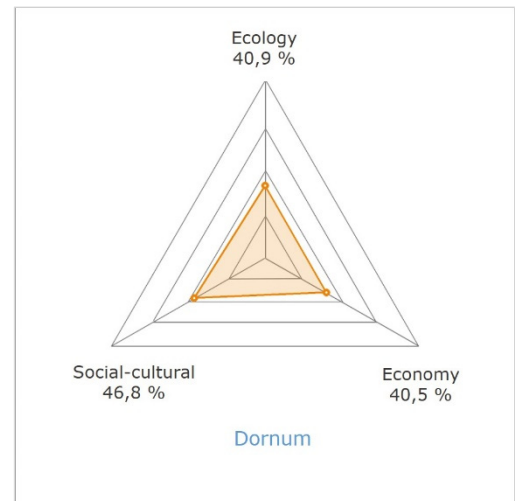 Ecology
40,9 %
Social-cultural
46,8 %
Economy
40,5 %
Dornum